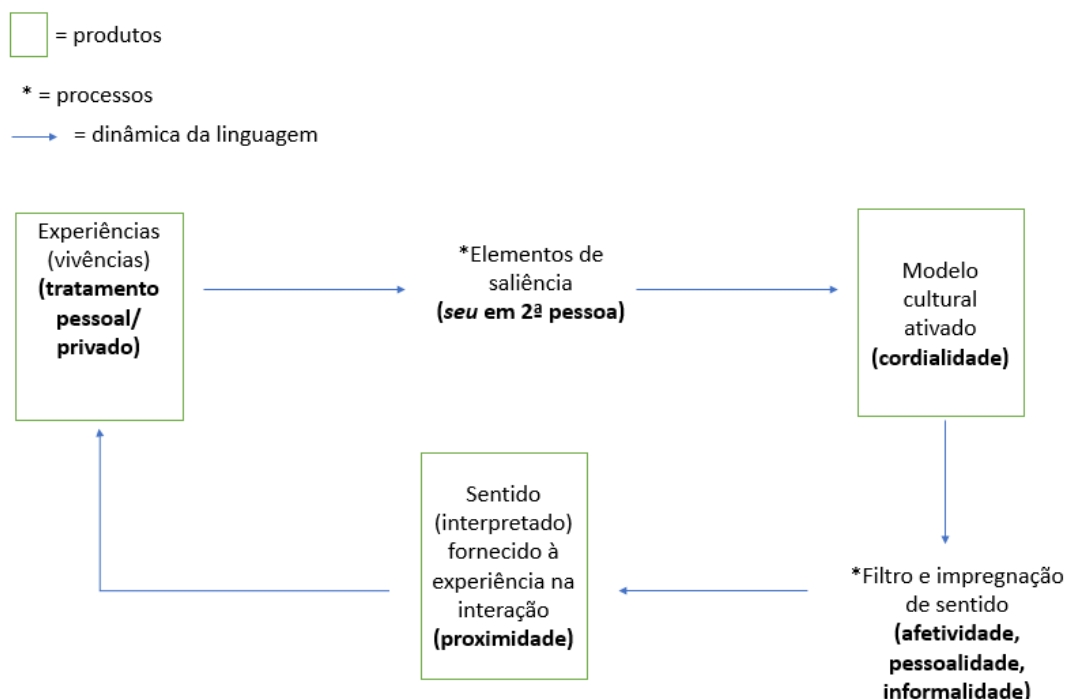 = produtos
* = processos
= dinâmica da linguagem
Experiências
(vivências)
(tratamento
pessoal/
privado)
*Elementos de
saliência
(seu em 2ª pessoa)
Modelo
cultural
ativado
(cordialidade)
*Filtro e impregnação
de sentido
(afetividade,
pessoalidade,
informalidade)
Sentido
(interpretado)
fornecido à
experiência na
interação
(proximidade)